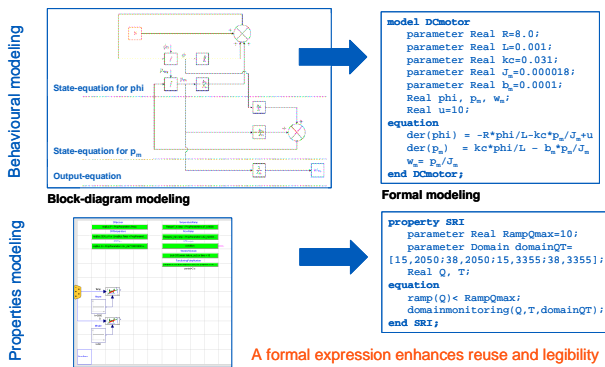 Behavioural modeling
State-equation for phi
State-equation for pm
Output-equation
Block-diagram modeling
model DCmotor
parameter Real R=8.0;
parameter Real L=0.001;
parameter Real kc=0.031;
parameter Real Jm=0.000018;
parameter Real bm=0.0001;
Real phi, pm, wm;
Real u=10;
equation
der(phi) = -R*phi/L-kc*pm/Jm+u
der(pm) = kc*phi/L - bm*pm/Jm
wm= pm/Jm
end DCmotor;
Formal modeling
Properties modeling
property SRI
parameter Real RampQmax=10;
parameter Domain domainQT=
[15,2050;38,2050;15,3355;38,3355];
Real Q, T;
equation
ramp(Q)< RampQmax;
domainmonitoring(Q,T,domainQT);
end SRI;
A formal expression enhances reuse and legibility